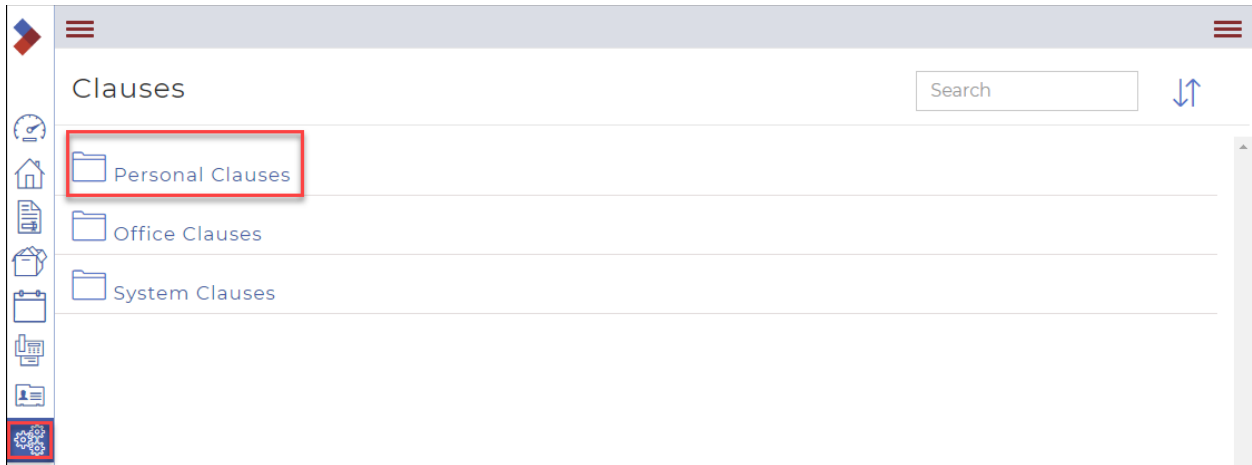 Clauses
Search
Personal Clauses
Office Clauses
System Clauses